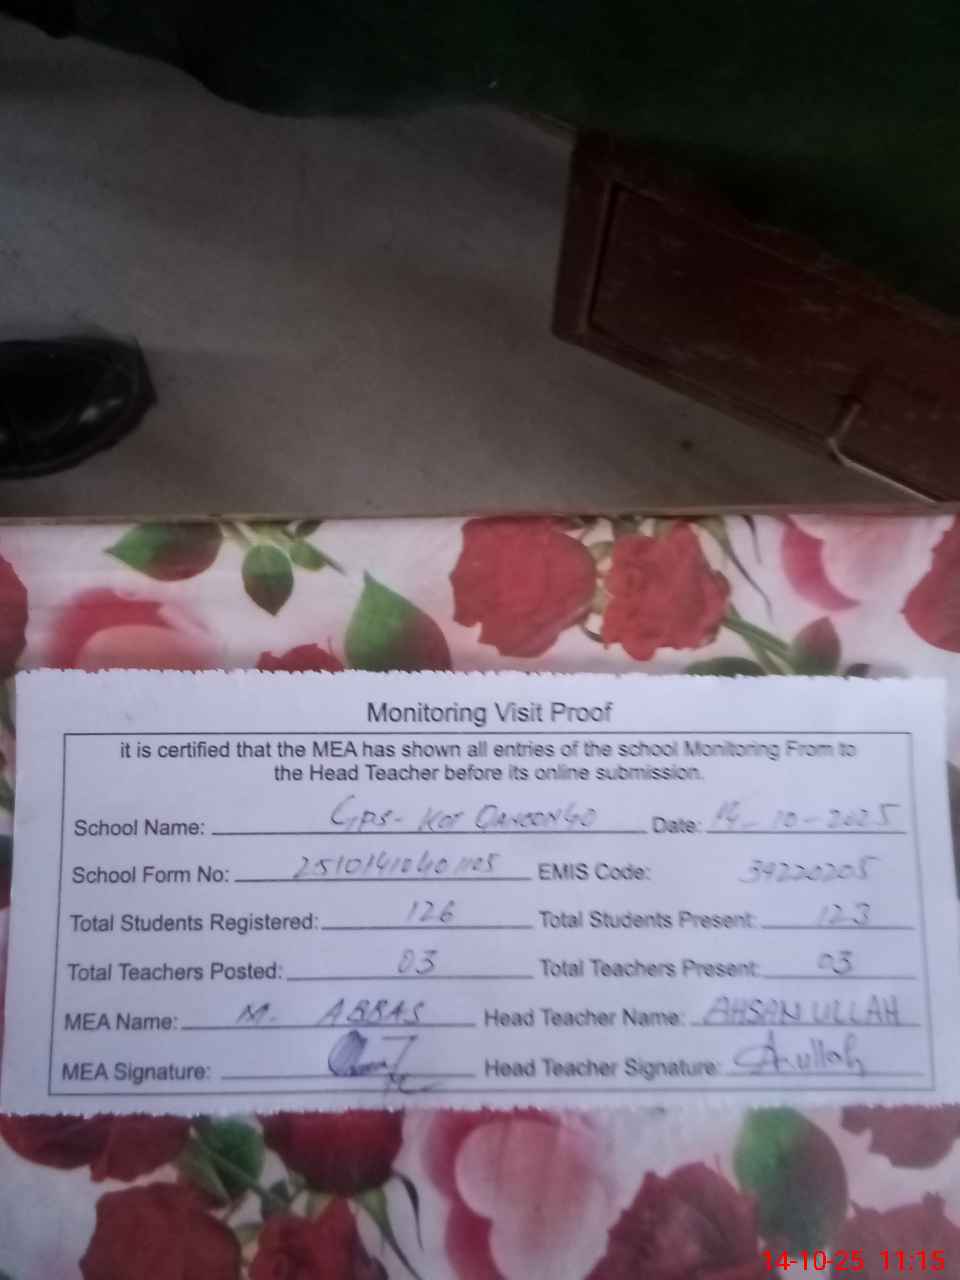 Monitoring Visit Proof
it is certified that the MEA has shown all entries of the school Monitoring From to
the Head Teacher before its online submission.
School Name: GPS- KOT Date: 14-10-2025
School Form No: EMIS Code: 39220205
Total Students Registered: 126 Total Students Present: 123
Total Teachers Posted: 03 Total Teachers Present: 03
MEA Name: M. ABBAS Head Teacher Name: AHSAN ULLAH
MEA Signature: Head Teacher Signature:
14-10-25 11:15